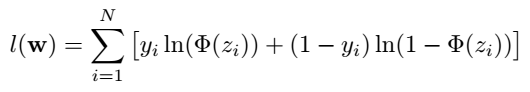 l(𝐰) = ∑_{i=1}^{N} [y_i ln(Φ(z_i)) + (1 − y_i) ln(1 − Φ(z_i))]